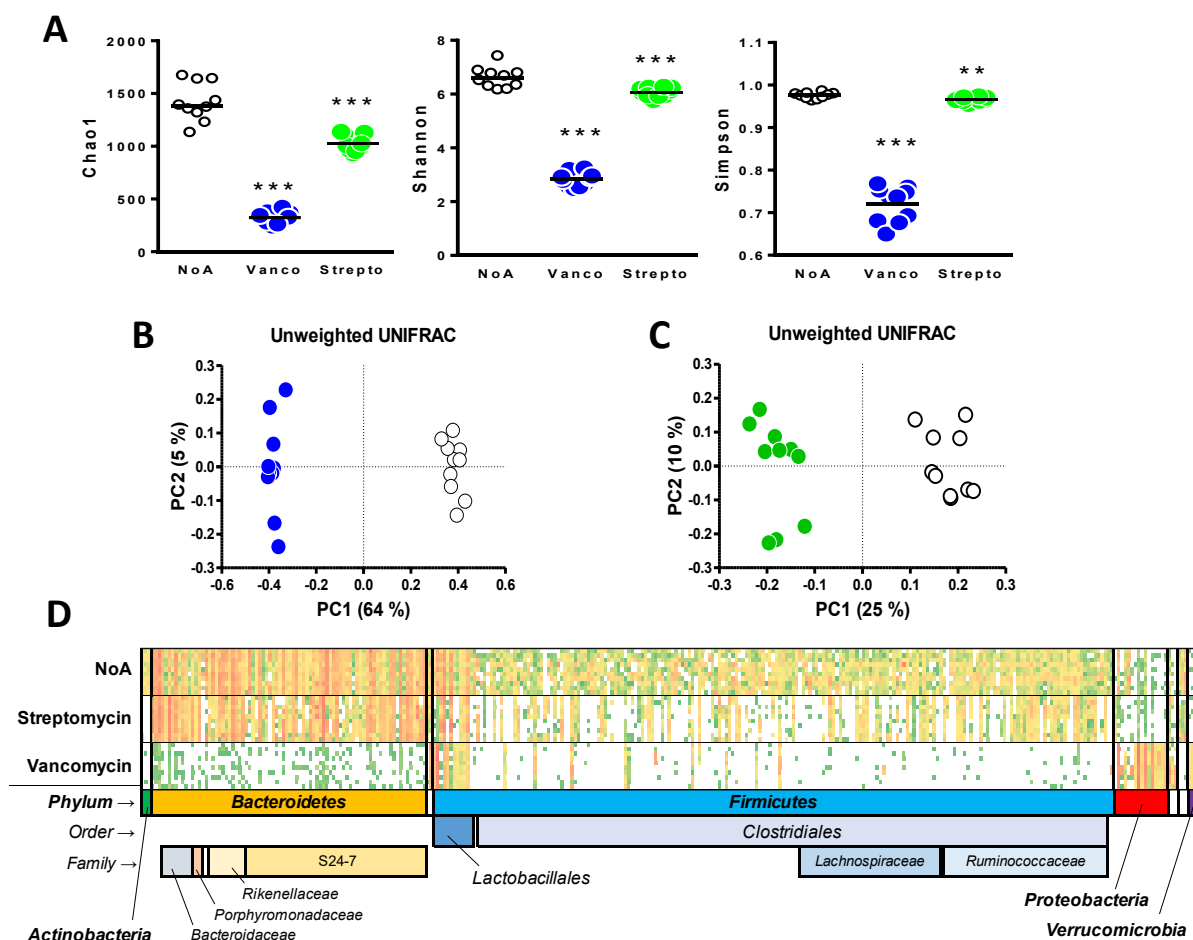 A
2000
1500
1000
500
0
Chao1
***
***
NoA Vanco Strepto
8
6
4
2
0
Shannon
***
***
NoA Vanco Strepto
1.1
1.0
0.9
0.8
0.7
0.6
Simpson
***
**
NoA Vanco Strepto
B
Unweighted UNIFRAC
0.3
0.2
0.1
0.0
-0.1
-0.2
-0.3
PC2 (5 %)
-0.6 -0.4 -0.2 0.0 0.2 0.4 0.6
PC1 (64 %)
C
Unweighted UNIFRAC
0.3
0.2
0.1
0.0
-0.1
-0.2
-0.3
PC2 (10 %)
-0.3 -0.2 -0.1 0.0 0.1 0.2 0.3
PC1 (25 %)
D
NoA
Streptomycin
Vancomycin
Phylum → Bacteroidetes Firmicutes
Order → Clostridiales
Family → S24-7 Lachnospiraceae Ruminococcaceae
Lactobacillales
Rikenellaceae
Porphyromonadaceae
Bacteroidaceae
Actinobacteria
Proteobacteria
Verrucomicrobia